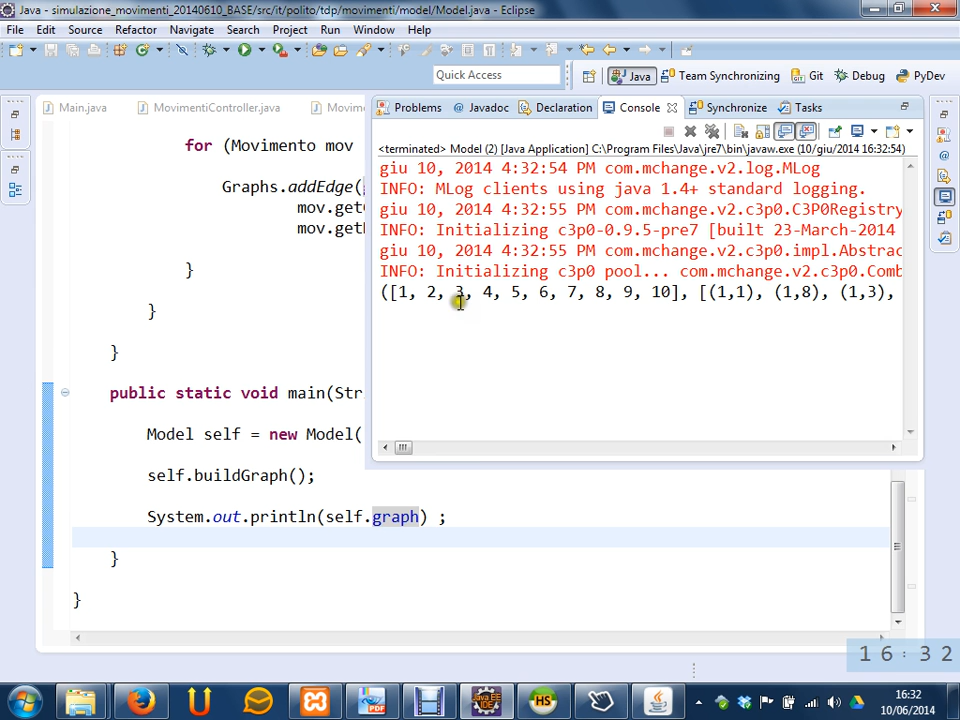 Java - simulazione_movimenti_20140610_BASE/src/it/polito/tdp/movimenti/model/Model.java - Eclipse
File Edit Source Refactor Navigate Search Project Run Window Help
Quick Access
Java Team Synchronizing Git Debug PyDev
Main.java MovimentiController.java Movim
Problems Javadoc Declaration Console Synchronize Tasks
<terminated> Model (2) [Java Application] C:\Program Files\Java\jre7\bin\javaw.exe (10/giu/2014 16:32:54)
giu 10, 2014 4:32:54 PM com.mchange.v2.log.MLog
INFO: MLog clients using java 1.4+ standard logging.
giu 10, 2014 4:32:55 PM com.mchange.v2.c3p0.C3P0Registry
INFO: Initializing c3p0-0.9.5-pre7 [built 23-March-2014
giu 10, 2014 4:32:55 PM com.mchange.v2.c3p0.impl.Abstrac
INFO: Initializing c3p0 pool... com.mchange.v2.c3p0.Comb
([1, 2, 3, 4, 5, 6, 7, 8, 9, 10], [(1,1), (1,8), (1,3),
for (Movimento mov
Graphs.addEdge(
mov.get
mov.get
}
}
}
public static void main(Str
Model self = new Model(
self.buildGraph();
System.out.println(self.graph) ;
}
}
16:32
HS
PDF
Java EE
IDE
16:32
10/06/2014